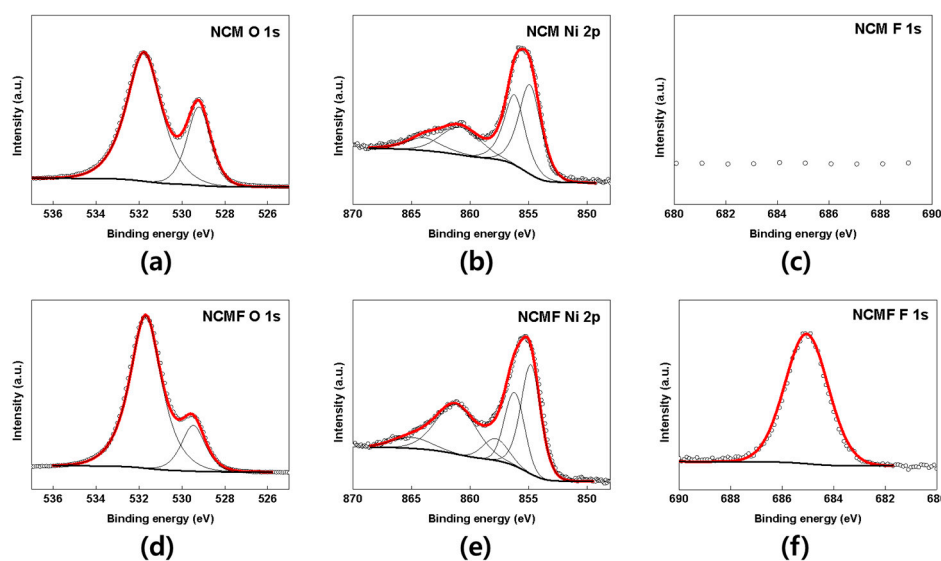 NCM O 1s
Intensity (a.u.)
536 534 532 530 528 526
Binding energy (eV)
(a)
NCM Ni 2p
Intensity (a.u.)
870 865 860 855 850
Binding energy (eV)
(b)
NCM F 1s
Intensity (a.u.)
680 682 684 686 688 690
Binding energy (eV)
(c)
NCMF O 1s
Intensity (a.u.)
536 534 532 530 528 526
Binding energy (eV)
(d)
NCMF Ni 2p
Intensity (a.u.)
870 865 860 855 850
Binding energy (eV)
(e)
NCMF F 1s
Intensity (a.u.)
690 688 686 684 682 680
Binding energy (eV)
(f)